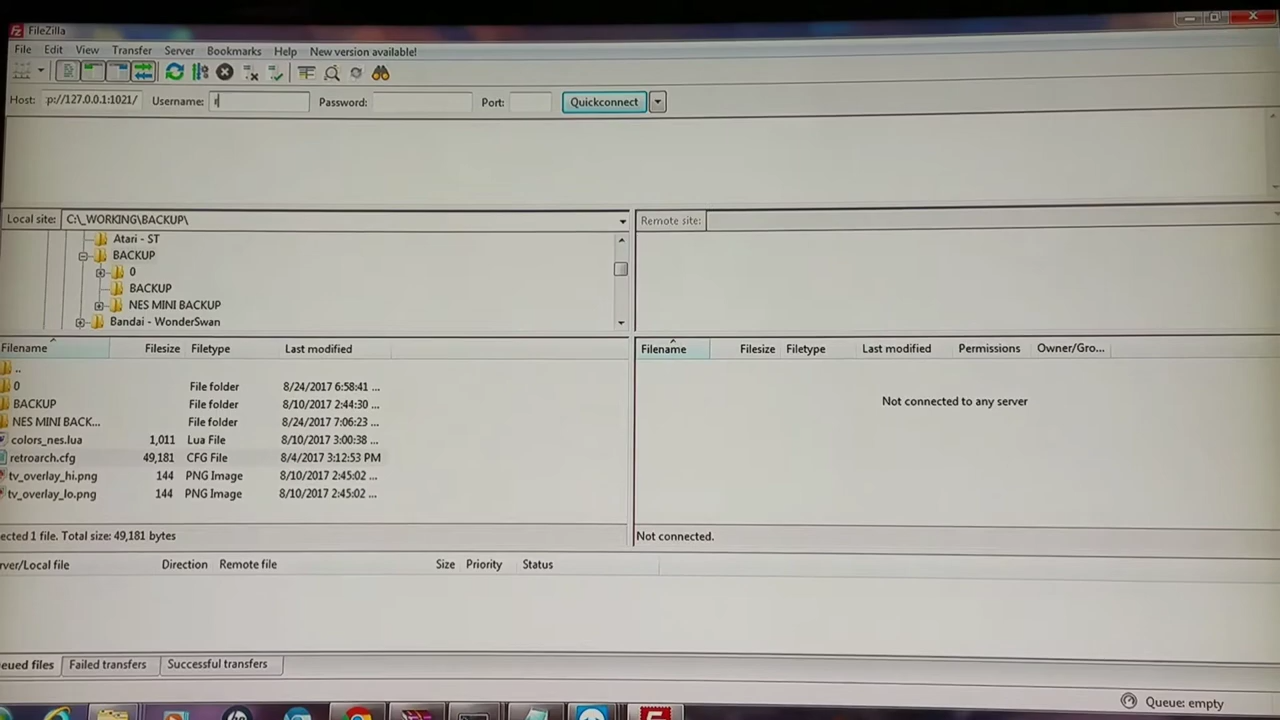 FileZilla
File Edit View Transfer Server Bookmarks Help New version available!
Host: p://127.0.0.1:1021/ Username: r Password: Port: Quickconnect
Local site: C:\_WORKING\BACKUP\ Remote site:
Atari - ST
BACKUP
0
BACKUP
NES MINI BACKUP
Bandai - WonderSwan
Filename Filesize Filetype Last modified Filename Filesize Filetype Last modified Permissions Owner/Gro...
..
0 File folder 8/24/2017 6:58:41 ...
BACKUP File folder 8/10/2017 2:44:30 ...
NES MINI BACK... File folder 8/24/2017 7:06:23 ...
colors_nes.lua 1,011 Lua File 8/10/2017 3:00:38 ...
retroarch.cfg 49,181 CFG File 8/4/2017 3:12:53 PM
tv_overlay_hi.png 144 PNG Image 8/10/2017 2:45:02 ...
tv_overlay_lo.png 144 PNG Image 8/10/2017 2:45:02 ...
Not connected to any server
ected 1 file. Total size: 49,181 bytes Not connected.
rver/Local file Direction Remote file Size Priority Status
eued files Failed transfers Successful transfers
Queue: empty